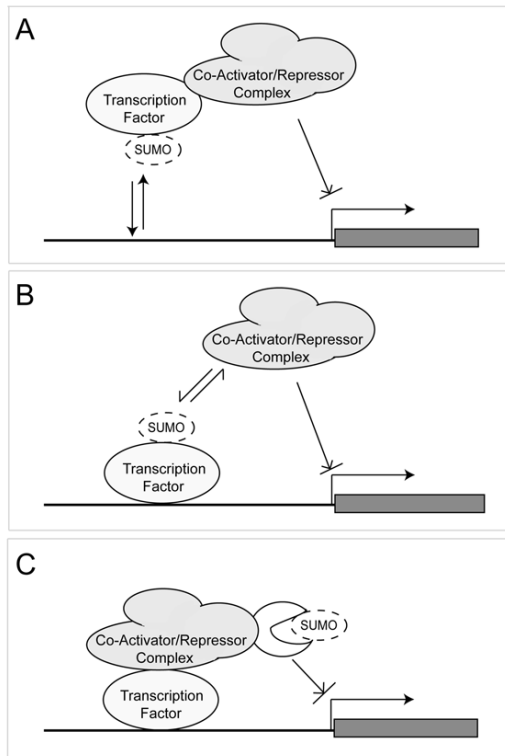 A
Co-Activator/Repressor
Complex
Transcription
Factor
SUMO
B
Co-Activator/Repressor
Complex
SUMO
Transcription
Factor
C
Co-Activator/Repressor
Complex
SUMO
Transcription
Factor